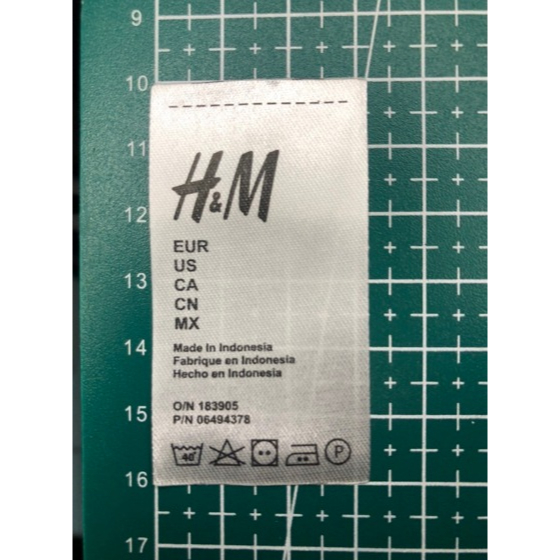 9
10
H&M
11
12
EUR
US
CA
13
CN
MX
14
Made In Indonesia
Fabrique en Indonesia
Hecho en Indonesia
15
O/N 183905
P/N 06494378
40
P
16
17